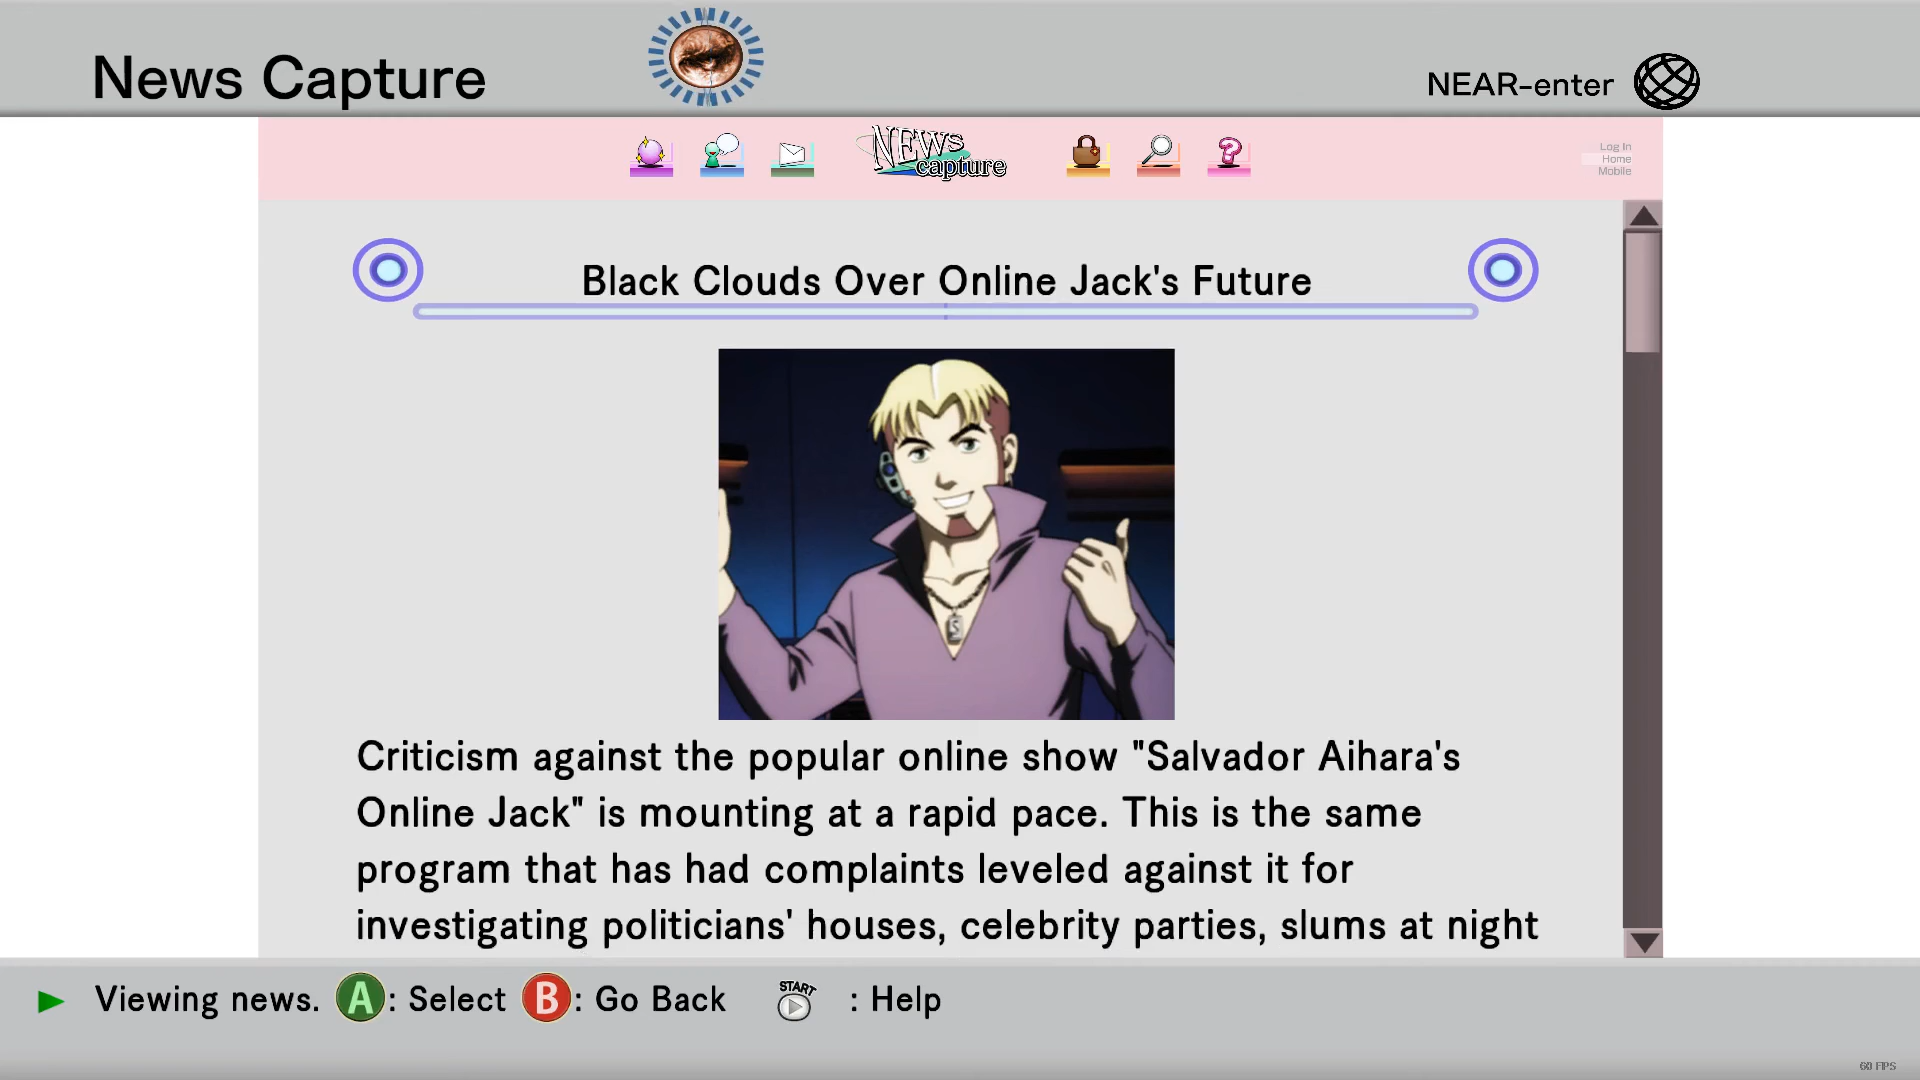 News Capture
NEAR-enter
NEWS
capture
Log In
Home
Mobile
Black Clouds Over Online Jack's Future
Criticism against the popular online show "Salvador Aihara's
Online Jack" is mounting at a rapid pace. This is the same
program that has had complaints leveled against it for
investigating politicians' houses, celebrity parties, slums at night
Viewing news. A: Select B: Go Back START : Help
60 FPS